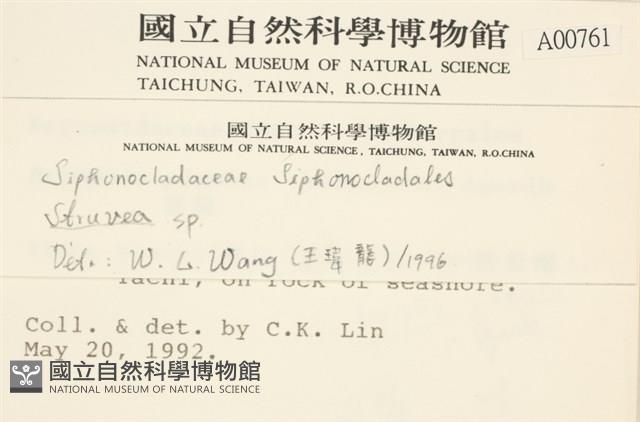 國立自然科學博物館
A00761
NATIONAL MUSEUM OF NATURAL SCIENCE
TAICHUNG, TAIWAN, R.O.CHINA
國立自然科學博物館
NATIONAL MUSEUM OF NATURAL SCIENCE, TAICHUNG, TAIWAN, R.O.CHINA
Siphonocladaceae Siphonocladales
Struvea sp.
Det.: W. L. Wang (王瑋龍)/1996
on rock of seashore.
Coll. & det. by C.K. Lin
May 20, 1992.
國立自然科學博物館
NATIONAL MUSEUM OF NATURAL SCIENCE